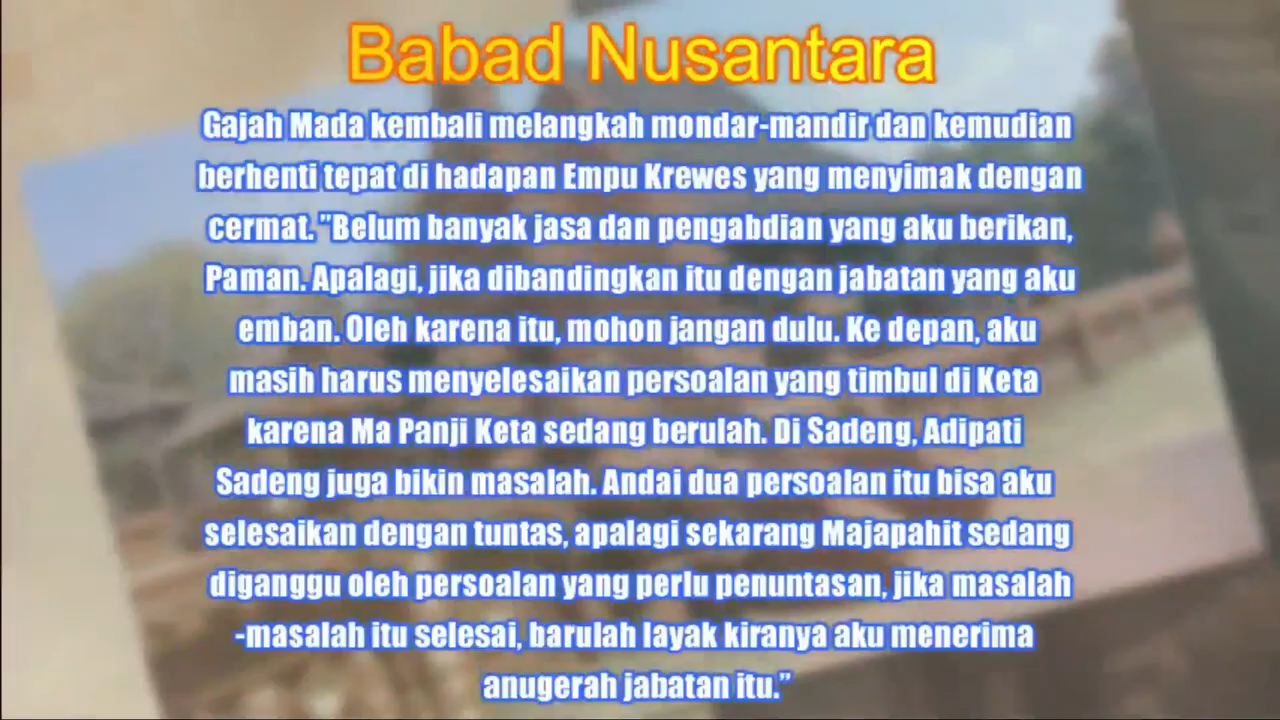 Babad Nusantara
Gajah Mada kembali melangkah mondar-mandir dan kemudian
berhenti tepat di hadapan Empu Krewes yang menyimak dengan
cermat. "Belum banyak jasa dan pengabdian yang aku berikan,
Paman. Apalagi, jika dibandingkan itu dengan jabatan yang aku
emban. Oleh karena itu, mohon jangan dulu. Ke depan, aku
masih harus menyelesaikan persoalan yang timbul di Keta
karena Ma Panji Keta sedang berulah. Di Sadeng, Adipati
Sadeng juga bikin masalah. Andai dua persoalan itu bisa aku
selesaikan dengan tuntas, apalagi sekarang Majapahit sedang
diganggu oleh persoalan yang perlu penuntasan, jika masalah
-masalah itu selesai, barulah layak kiranya aku menerima
anugerah jabatan itu."